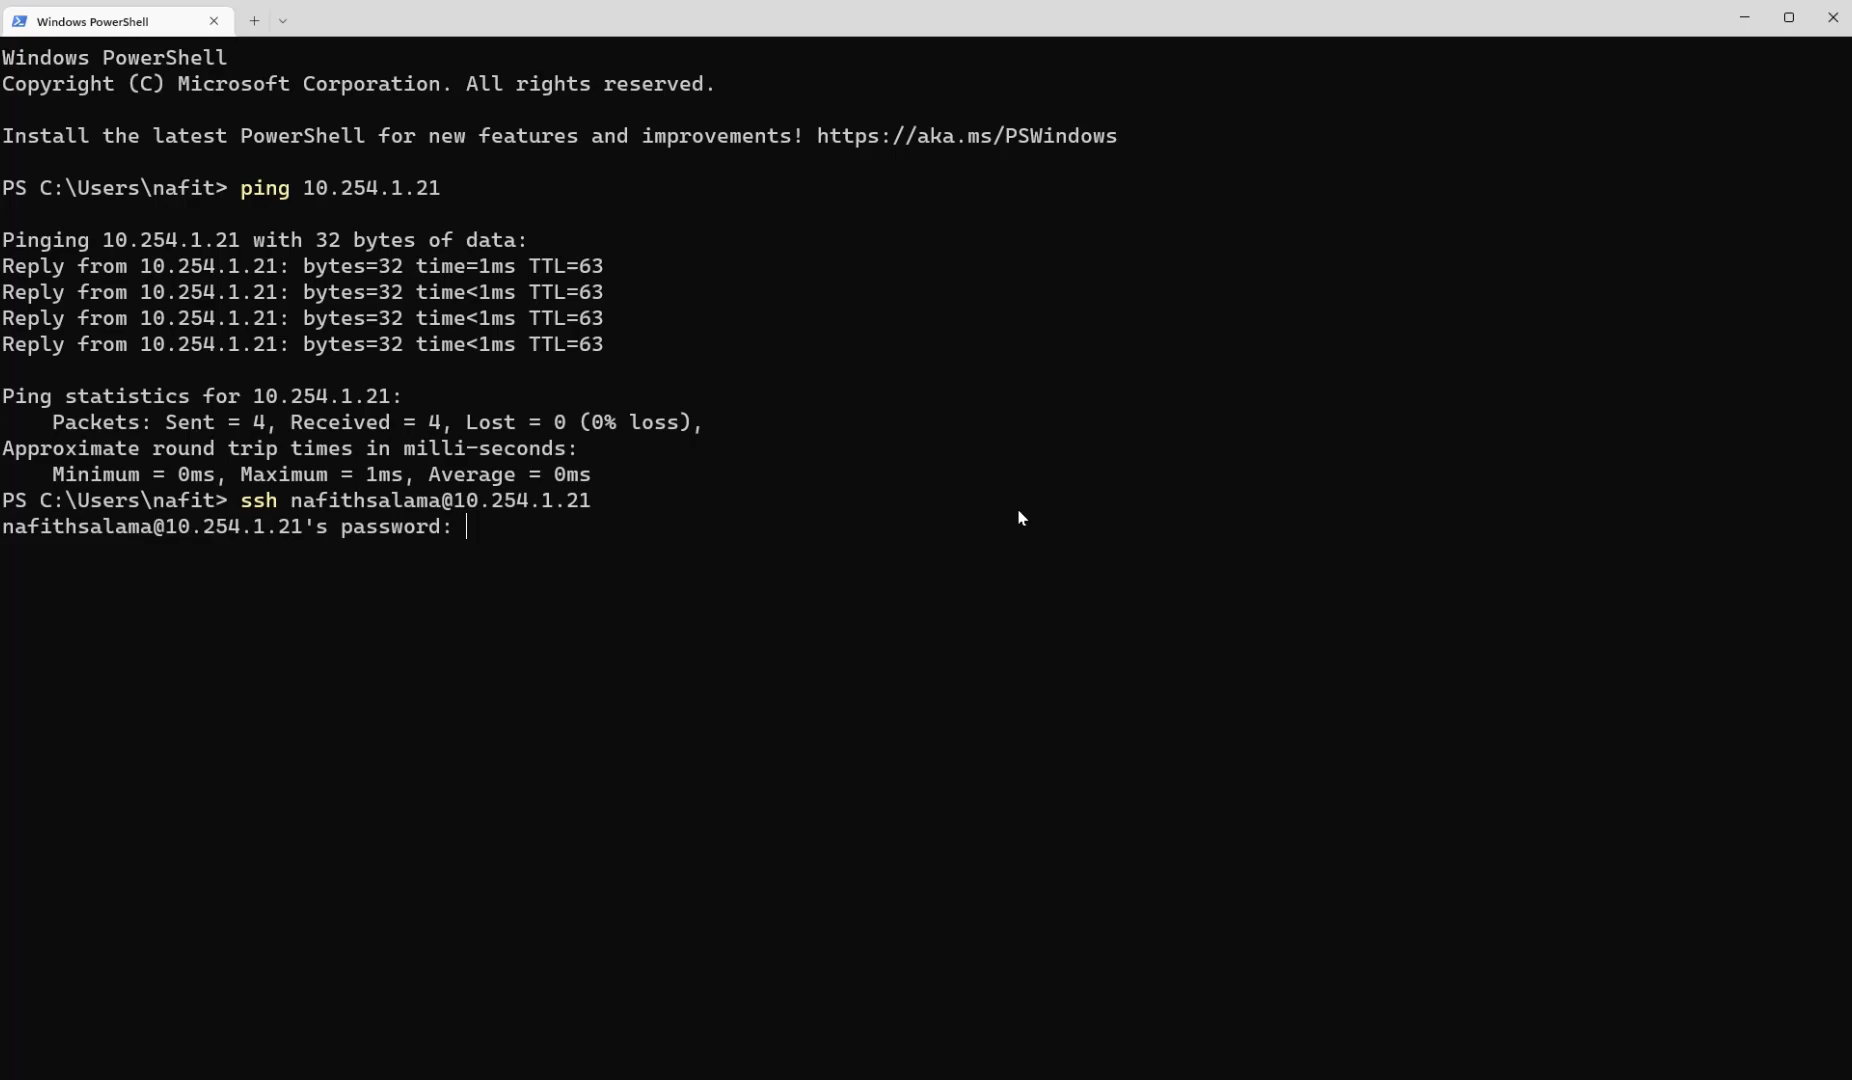 Windows PowerShell
Windows PowerShell
Copyright (C) Microsoft Corporation. All rights reserved.
Install the latest PowerShell for new features and improvements! https://aka.ms/PSWindows
PS C:\Users\nafit> ping 10.254.1.21
Pinging 10.254.1.21 with 32 bytes of data:
Reply from 10.254.1.21: bytes=32 time=1ms TTL=63
Reply from 10.254.1.21: bytes=32 time<1ms TTL=63
Reply from 10.254.1.21: bytes=32 time<1ms TTL=63
Reply from 10.254.1.21: bytes=32 time<1ms TTL=63
Ping statistics for 10.254.1.21:
    Packets: Sent = 4, Received = 4, Lost = 0 (0% loss),
Approximate round trip times in milli-seconds:
    Minimum = 0ms, Maximum = 1ms, Average = 0ms
PS C:\Users\nafit> ssh nafithsalama@10.254.1.21
nafithsalama@10.254.1.21's password: